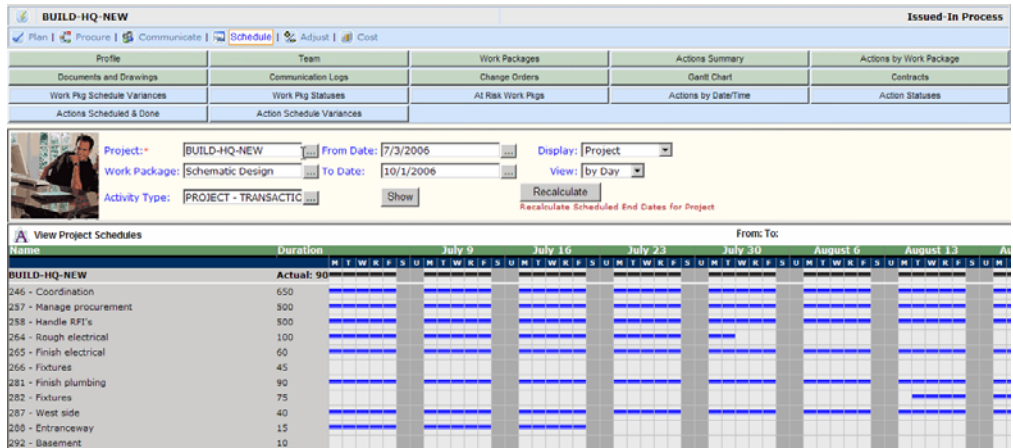 BUILD-HQ-NEW Issued-In Process
Plan | Procure | Communicate | Schedule | Adjust | Cost
Profile Team Work Packages Actions Summary Actions by Work Package
Documents and Drawings Communication Logs Change Orders Gantt Chart Contracts
Work Pkg Schedule Variances Work Pkg Statuses At Risk Work Pkgs Actions by Date/Time Action Statuses
Actions Scheduled & Done Action Schedule Variances
Project:* BUILD-HQ-NEW ... From Date: 7/3/2006 ... Display: Project
Work Package: Schematic Design ... To Date: 10/1/2006 ... View: by Day
Activity Type: PROJECT - TRANSACTIC ... Show Recalculate
Recalculate Scheduled End Dates for Project
View Project Schedules From: To:
Name Duration July 9 July 16 July 23 July 30 August 6 August 13 Au
M T W R F S U M T W R F S U M T W R F S U M T W R F S U M T W R F S U M T W R F S U M T W R F S U M
BUILD-HQ-NEW Actual: 90
246 - Coordination 650
257 - Manage procurement 500
258 - Handle RFI's 500
264 - Rough electrical 100
265 - Finish electrical 60
266 - Fixtures 45
281 - Finish plumbing 90
282 - Fixtures 75
287 - West side 40
288 - Entranceway 15
292 - Basement 10